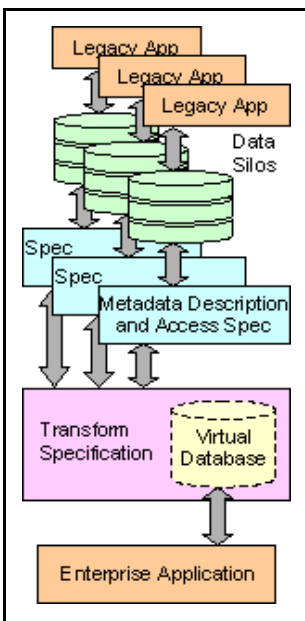 Legacy App
Legacy App
Legacy App
Data
Silos
Spec
Spec
Metadata Description
and Access Spec
Transform
Specification
Virtual
Database
Enterprise Application